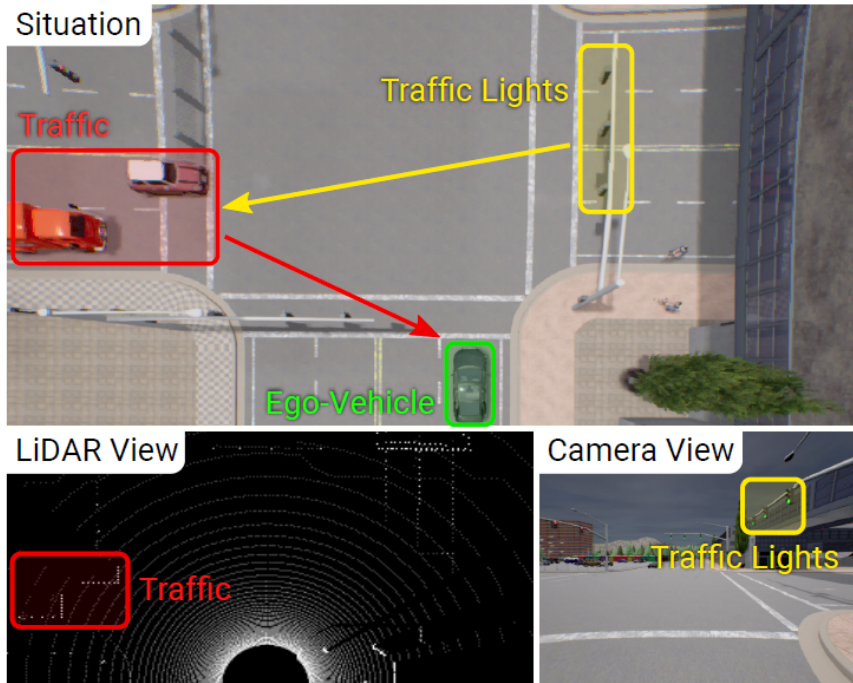 Situation
Traffic Lights
Traffic
Ego-Vehicle
LiDAR View
Camera View
Traffic
Traffic Lights